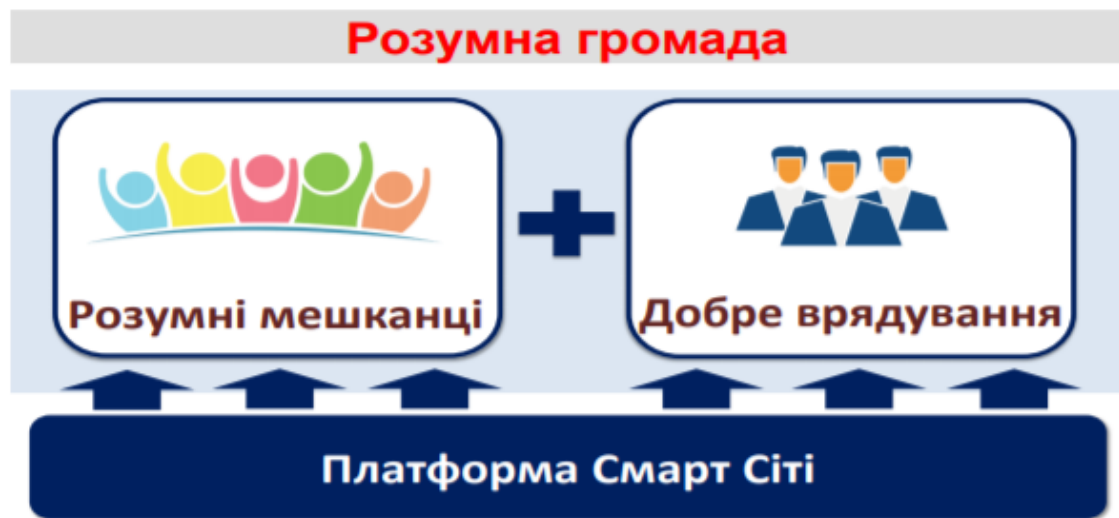 Розумна громада
Розумні мешканці
Добре врядування
Платформа Смарт Сіті